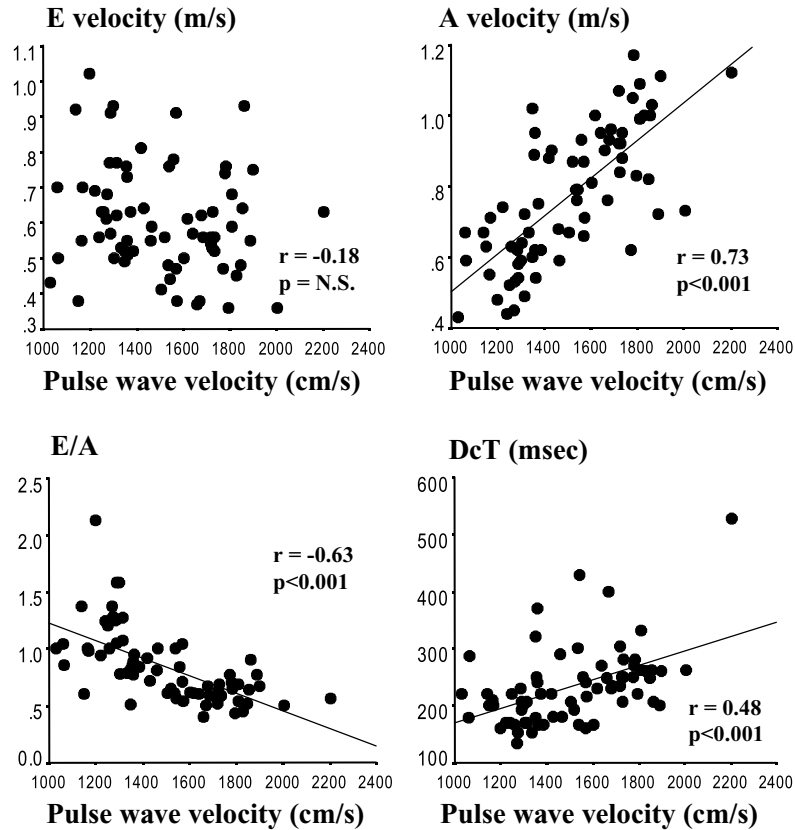 E velocity (m/s)
1.1
1.0
.9
.8
.7
.6
.5
.4
.3
r = -0.18
p = N.S.
1000 1200 1400 1600 1800 2000 2200 2400
Pulse wave velocity (cm/s)
A velocity (m/s)
1.2
1.0
.8
.6
.4
r = 0.73
p<0.001
1000 1200 1400 1600 1800 2000 2200 2400
Pulse wave velocity (cm/s)
E/A
2.5
2.0
1.5
1.0
.5
0.0
r = -0.63
p<0.001
1000 1200 1400 1600 1800 2000 2200 2400
Pulse wave velocity (cm/s)
DcT (msec)
600
500
400
300
200
100
r = 0.48
p<0.001
1000 1200 1400 1600 1800 2000 2200 2400
Pulse wave velocity (cm/s)